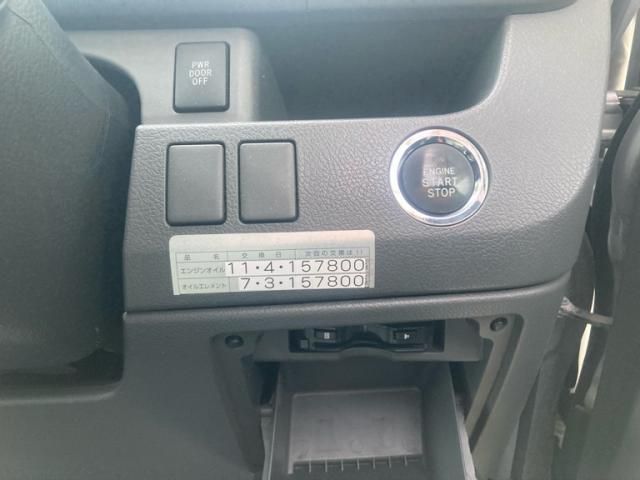 PWR
DOOR
OFF
ENGINE
START
STOP
品 名 交 換 日 次回の交換は!!
エンジンオイル 11・4・157800
オイルエレメント 7・3・157800